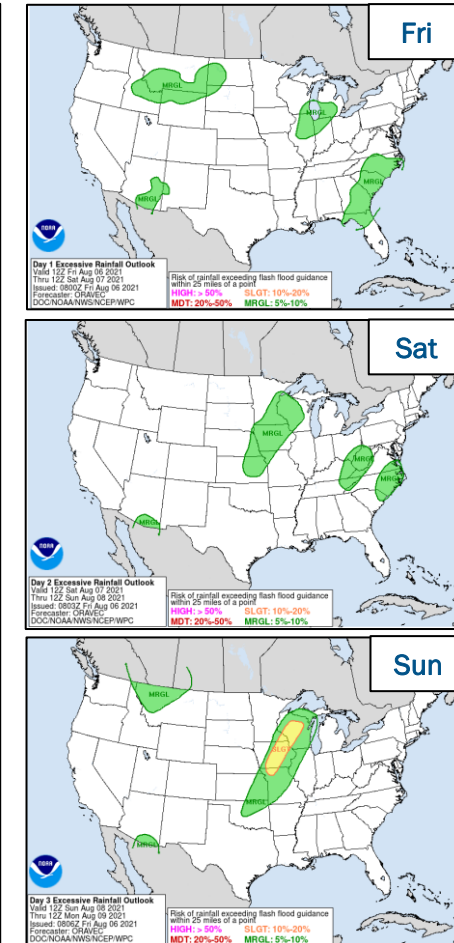 Fri
MRGL
MRGL
MRGL
MRGL
NOAA
Day 1 Excessive Rainfall Outlook
Valid 12Z Fri Aug 06 2021
Thru 12Z Sat Aug 07 2021
Issued: 0800Z Fri Aug 06 2021
Forecaster: ORAVEC
DOC/NOAA/NWS/NCEP/WPC
Risk of rainfall exceeding flash flood guidance
within 25 miles of a point
HIGH: > 50% SLGT: 10%-20%
MDT: 20%-50% MRGL: 5%-10%
Sat
MRGL
MRGL
MRGL
MRGL
NOAA
Day 2 Excessive Rainfall Outlook
Valid 12Z Sat Aug 07 2021
Thru 12Z Sun Aug 08 2021
Issued: 0803Z Fri Aug 06 2021
Forecaster: ORAVEC
DOC/NOAA/NWS/NCEP/WPC
Risk of rainfall exceeding flash flood guidance
within 25 miles of a point
HIGH: > 50% SLGT: 10%-20%
MDT: 20%-50% MRGL: 5%-10%
Sun
MRGL
SLGT
MRGL
MRGL
NOAA
Day 3 Excessive Rainfall Outlook
Valid 12Z Sun Aug 08 2021
Thru 12Z Mon Aug 09 2021
Issued: 0806Z Fri Aug 06 2021
Forecaster: ORAVEC
DOC/NOAA/NWS/NCEP/WPC
Risk of rainfall exceeding flash flood guidance
within 25 miles of a point
HIGH: > 50% SLGT: 10%-20%
MDT: 20%-50% MRGL: 5%-10%